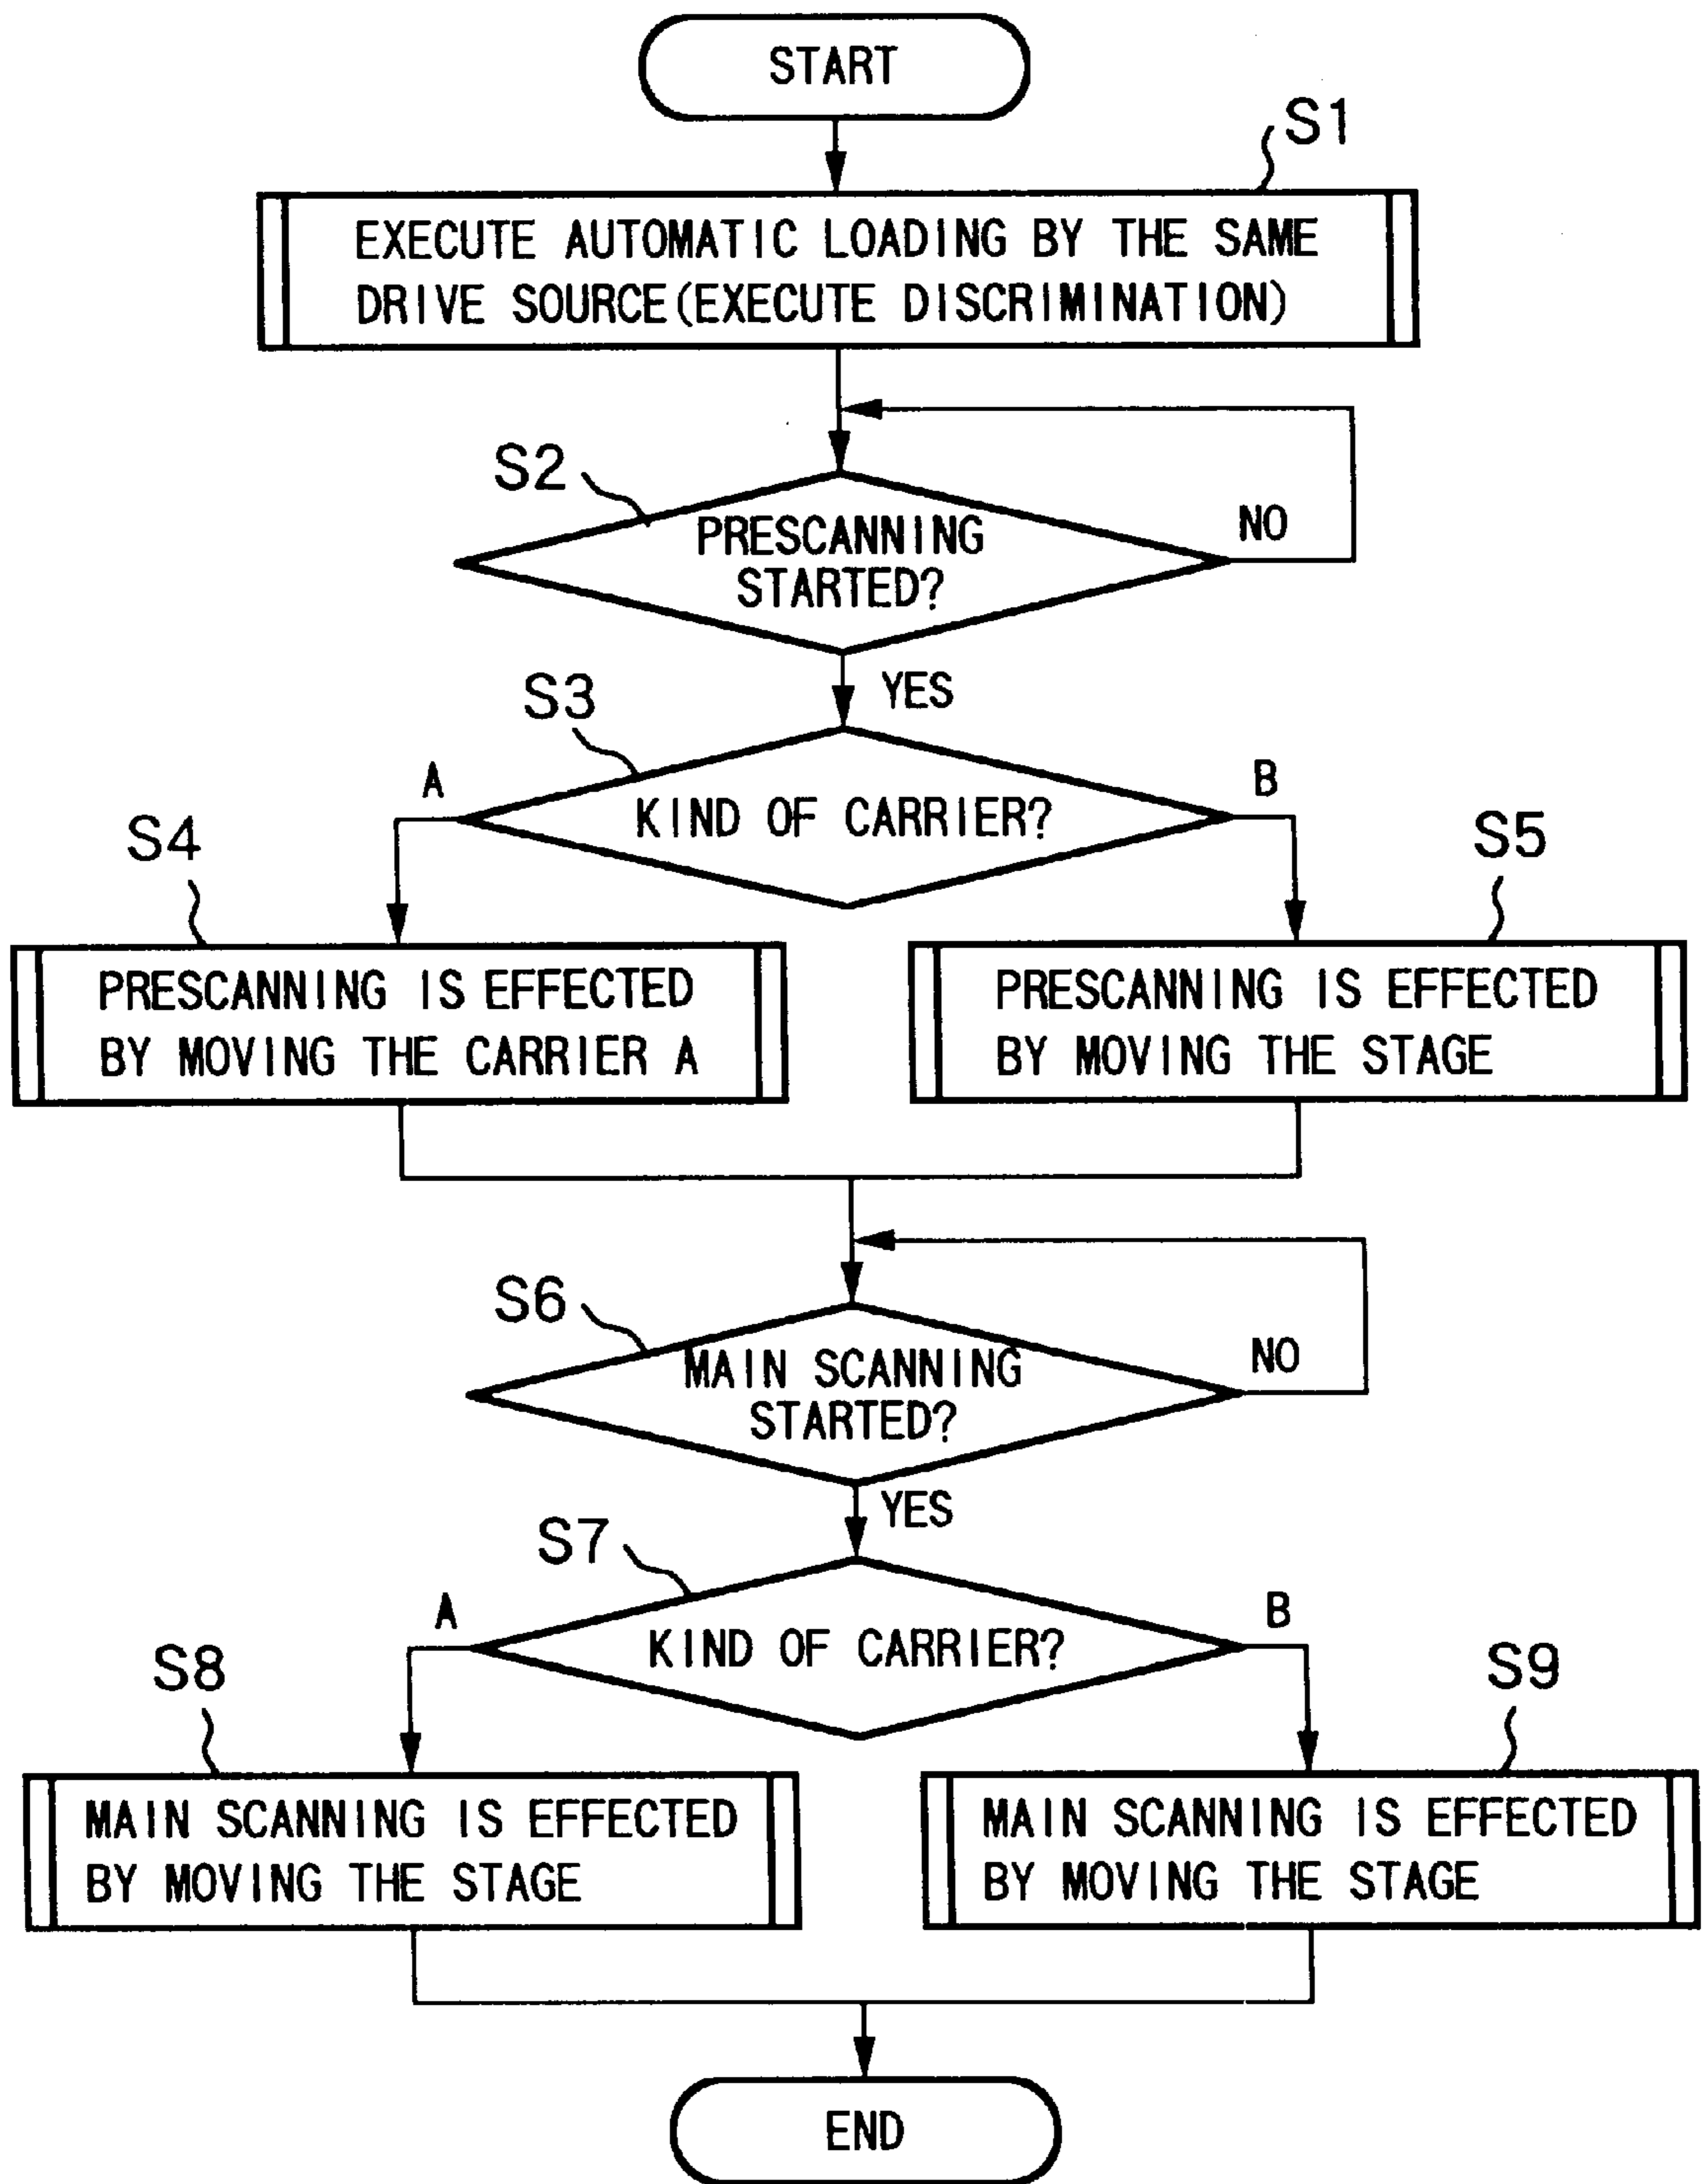 START
S1
EXECUTE AUTOMATIC LOADING BY THE SAME
DRIVE SOURCE(EXECUTE DISCRIMINATION)
S2
PRESCANNING
STARTED?
NO
YES
S3
A
KIND OF CARRIER?
B
S4
PRESCANNING IS EFFECTED
BY MOVING THE CARRIER A
S5
PRESCANNING IS EFFECTED
BY MOVING THE STAGE
S6
MAIN SCANNING
STARTED?
NO
YES
S7
A
KIND OF CARRIER?
B
S8
MAIN SCANNING IS EFFECTED
BY MOVING THE STAGE
S9
MAIN SCANNING IS EFFECTED
BY MOVING THE STAGE
END